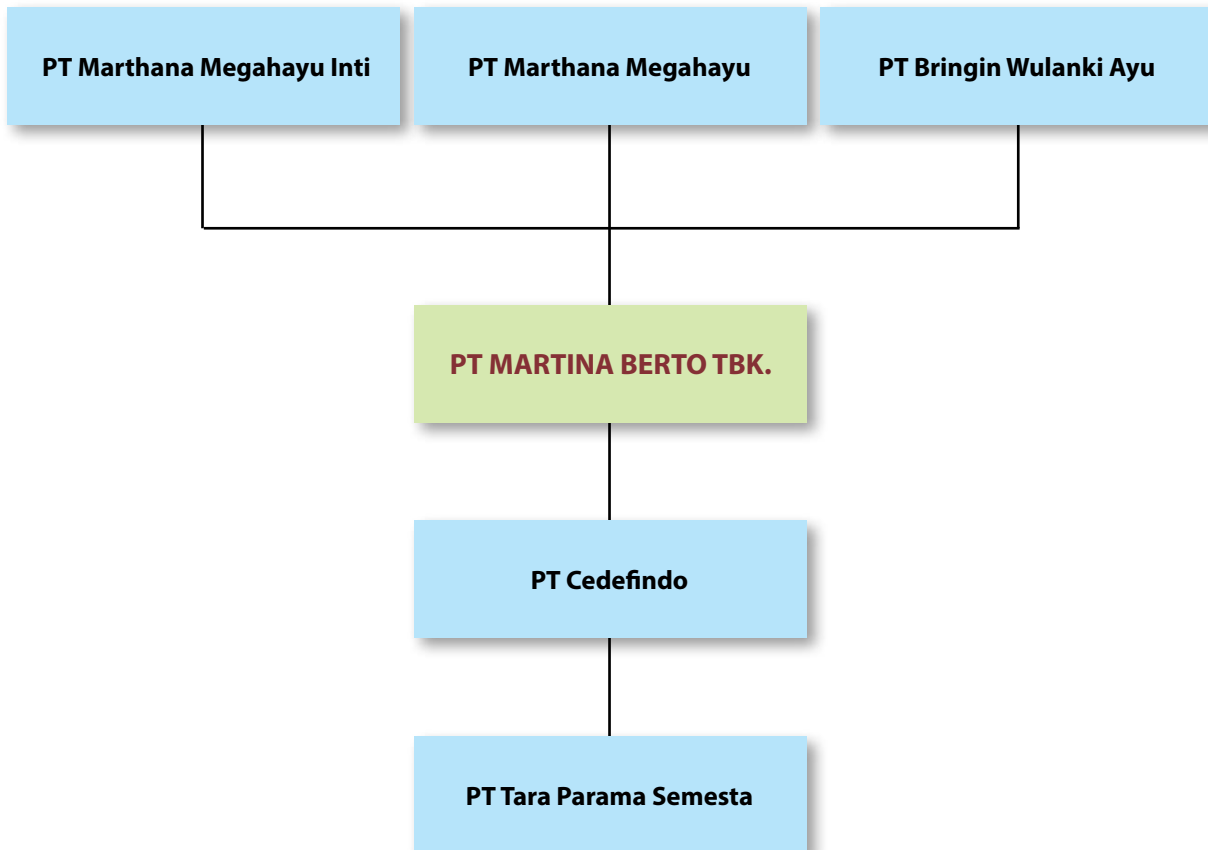 PT Marthana Megahayu Inti
PT Marthana Megahayu
PT Bringin Wulanki Ayu
PT MARTINA BERTO TBK.
PT Cedefindo
PT Tara Parama Semesta